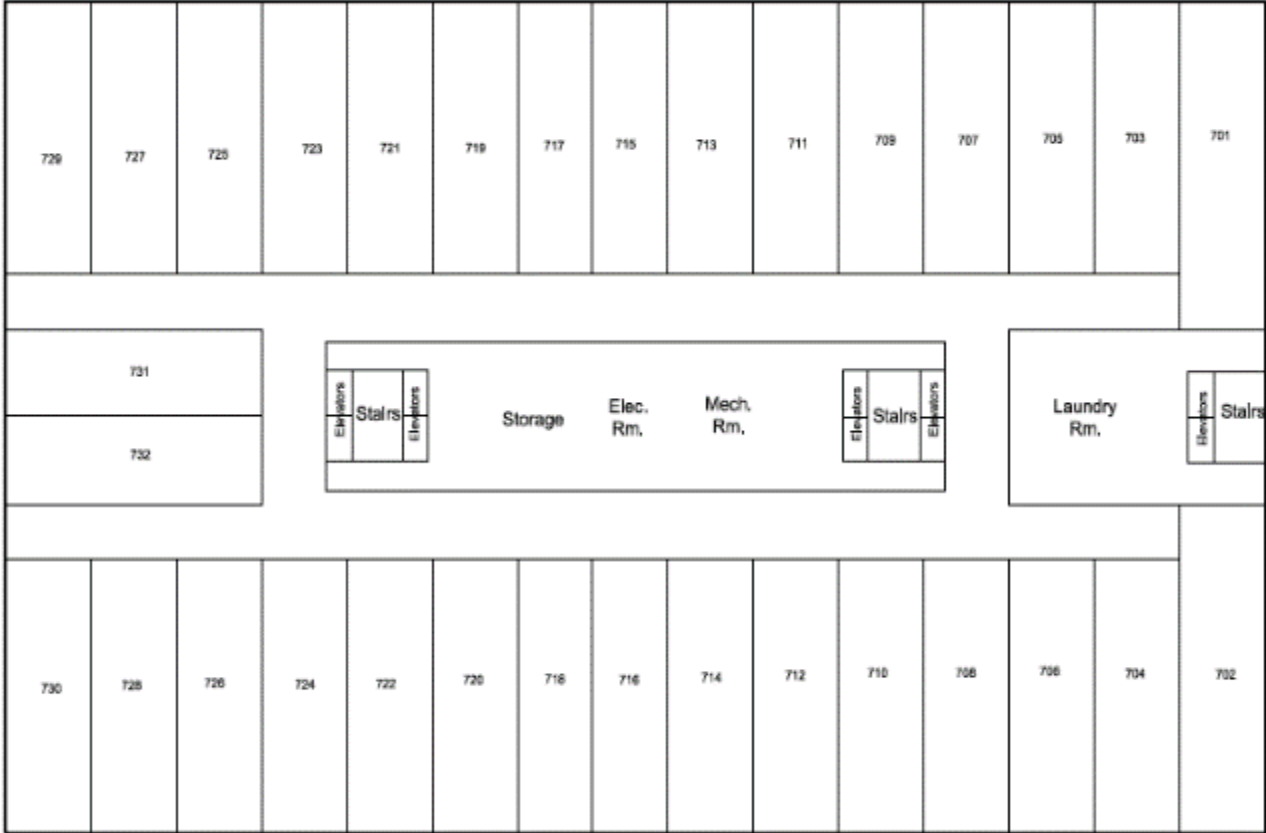 729 727 725 723 721 719 717 715 713 711 709 707 705 703 701
731
Elevators Stairs Elevators Storage Elec. Rm. Mech. Rm. Elevators Stairs Elevators Laundry Rm. Elevators Stairs
732
730 728 726 724 722 720 718 716 714 712 710 708 706 704 702